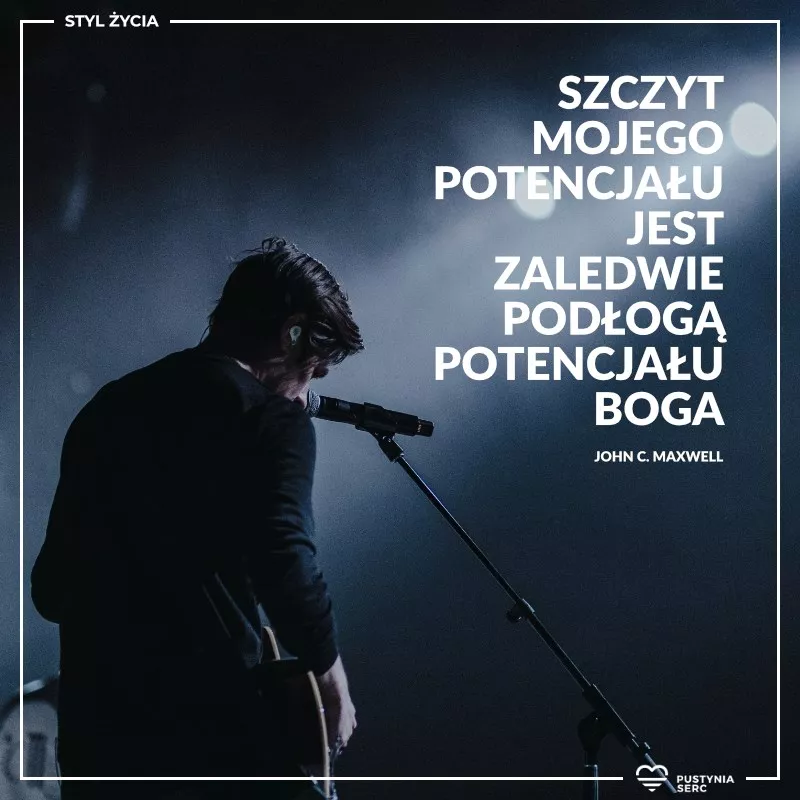 STYL ŻYCIA
SZCZYT
MOJEGO
POTENCJAŁU
JEST
ZALEDWIE
PODŁOGĄ
POTENCJAŁU
BOGA
JOHN C. MAXWELL
PUSTYNIA
SERC